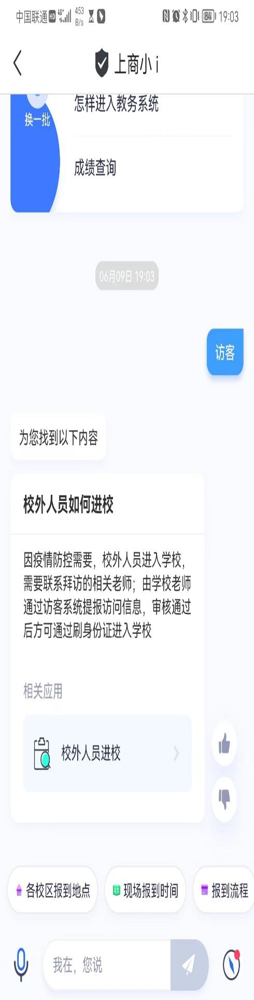 中国联通 HD 4G+ 453 B/s 84 19:03
上商小i
怎样进入教务系统
换一批
成绩查询
06月09日 19:03
访客
为您找到以下内容
校外人员如何进校
因疫情防控需要，校外人员进入学校，
需要联系拜访的相关老师；由学校老师
通过访客系统提报访问信息，审核通过
后方可通过刷身份证进入学校
相关应用
校外人员进校
各校区报到地点 现场报到时间 报到流程
我在，您说